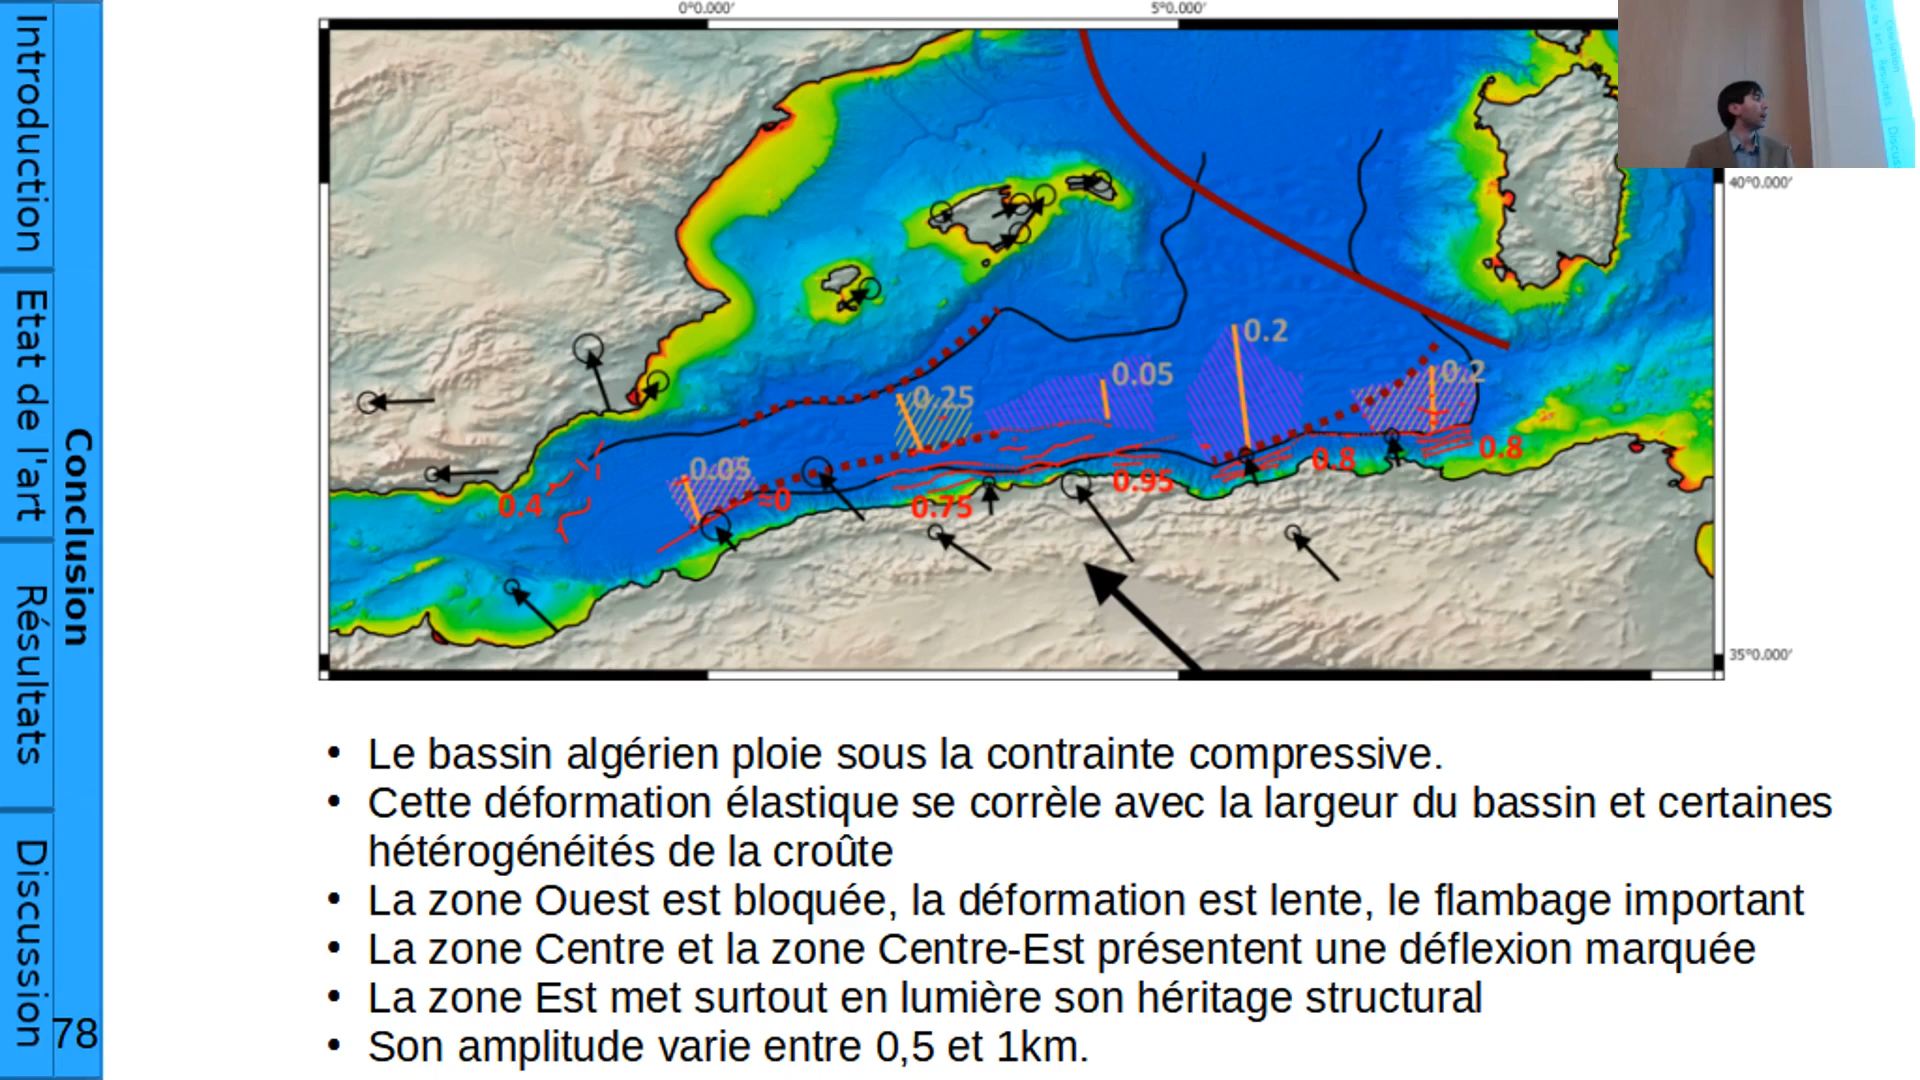 Introduction
Etat de l'art
Résultats
Discussion
Conclusion
78
0°0.000'
5°0.000'
40°0.000'
35°0.000'
0.2
0.05
0.2
0.25
0.05
0.8
0.8
0.95
0.75
≈0
0.4
• Le bassin algérien ploie sous la contrainte compressive.
• Cette déformation élastique se corrèle avec la largeur du bassin et certaines
hétérogénéités de la croûte
• La zone Ouest est bloquée, la déformation est lente, le flambage important
• La zone Centre et la zone Centre-Est présentent une déflexion marquée
• La zone Est met surtout en lumière son héritage structural
• Son amplitude varie entre 0,5 et 1km.
Conclusion
Résultats
Discus